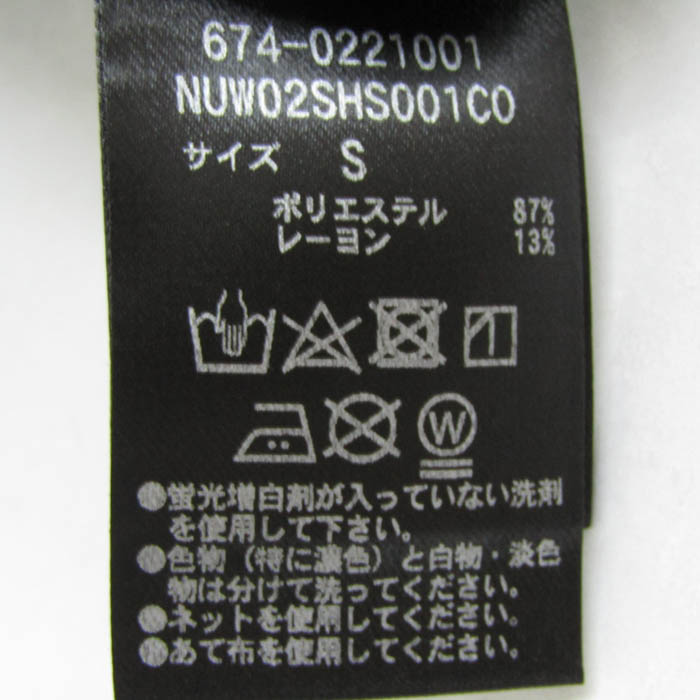 674-0221001
NUW02SHS001CO
サイズ S
ポリエステル 87%
レーヨン 13%
W
●蛍光増白剤が入っていない洗剤
を使用して下さい。
●色物（特に濃色）と白物・淡色
物は分けて洗ってください。
●ネットを使用してください。
●あて布を使用してください。